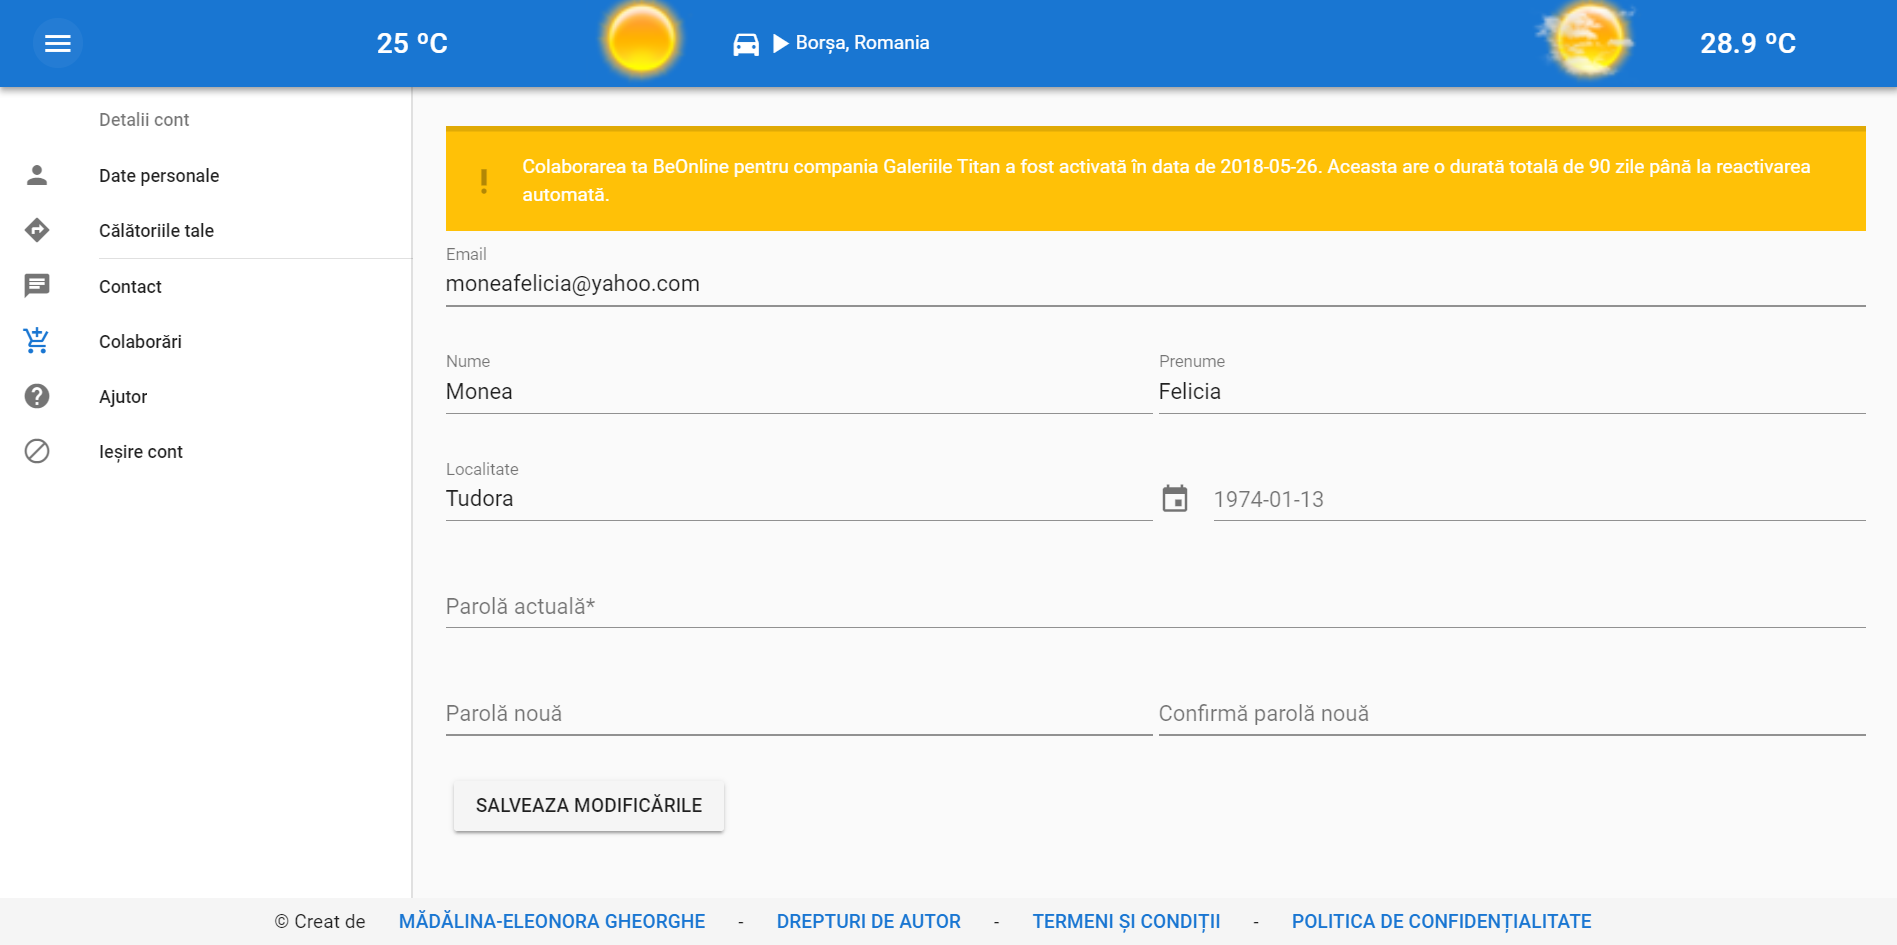 25 ºC
Borșa, Romania
28.9 ºC
Detalii cont
Date personale
Călătoriile tale
Contact
Colaborări
Ajutor
Ieșire cont
Colaborarea ta BeOnline pentru compania Galeriile Titan a fost activată în data de 2018-05-26. Aceasta are o durată totală de 90 zile până la reactivarea
automată.
Email
moneafelicia@yahoo.com
Nume
Monea
Prenume
Felicia
Localitate
Tudora
1974-01-13
Parolă actuală*
Parolă nouă
Confirmă parolă nouă
SALVEAZA MODIFICĂRILE
© Creat de MĂDĂLINA-ELEONORA GHEORGHE - DREPTURI DE AUTOR - TERMENI ȘI CONDIȚII - POLITICA DE CONFIDENȚIALITATE